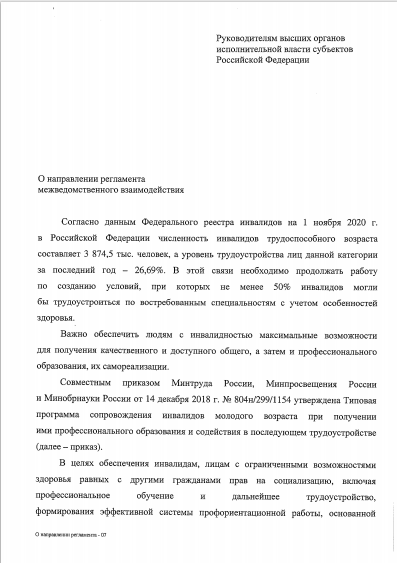 Руководителям высших органов
исполнительной власти субъектов
Российской Федерации
О направлении регламента
межведомственного взаимодействия
Согласно данным Федерального реестра инвалидов на 1 ноября 2020 г.
в Российской Федерации численность инвалидов трудоспособного возраста
составляет 3 874,5 тыс. человек, а уровень трудоустройства лиц данной категории
за последний год – 26,69%. В этой связи необходимо продолжать работу
по созданию условий, при которых не менее 50% инвалидов могли
бы трудоустроиться по востребованным специальностям с учетом особенностей
здоровья.
Важно обеспечить людям с инвалидностью максимальные возможности
для получения качественного и доступного общего, а затем и профессионального
образования, их самореализации.
Совместным приказом Минтруда России, Минпросвещения России
и Минобрнауки России от 14 декабря 2018 г. № 804н/299/1154 утверждена Типовая
программа сопровождения инвалидов молодого возраста при получении
ими профессионального образования и содействия в последующем трудоустройстве
(далее – приказ).
В целях обеспечения инвалидам, лицам с ограниченными возможностями
здоровья равных с другими гражданами прав на социализацию, включая
профессиональное обучение и дальнейшее трудоустройство,
формирования эффективной системы профориентационной работы, основанной
О направлении регламента - 07